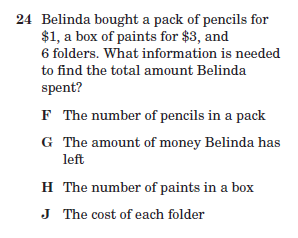 24 Belinda bought a pack of pencils for
$1, a box of paints for $3, and
6 folders. What information is needed
to find the total amount Belinda
spent?
F The number of pencils in a pack
G The amount of money Belinda has
left
H The number of paints in a box
J The cost of each folder